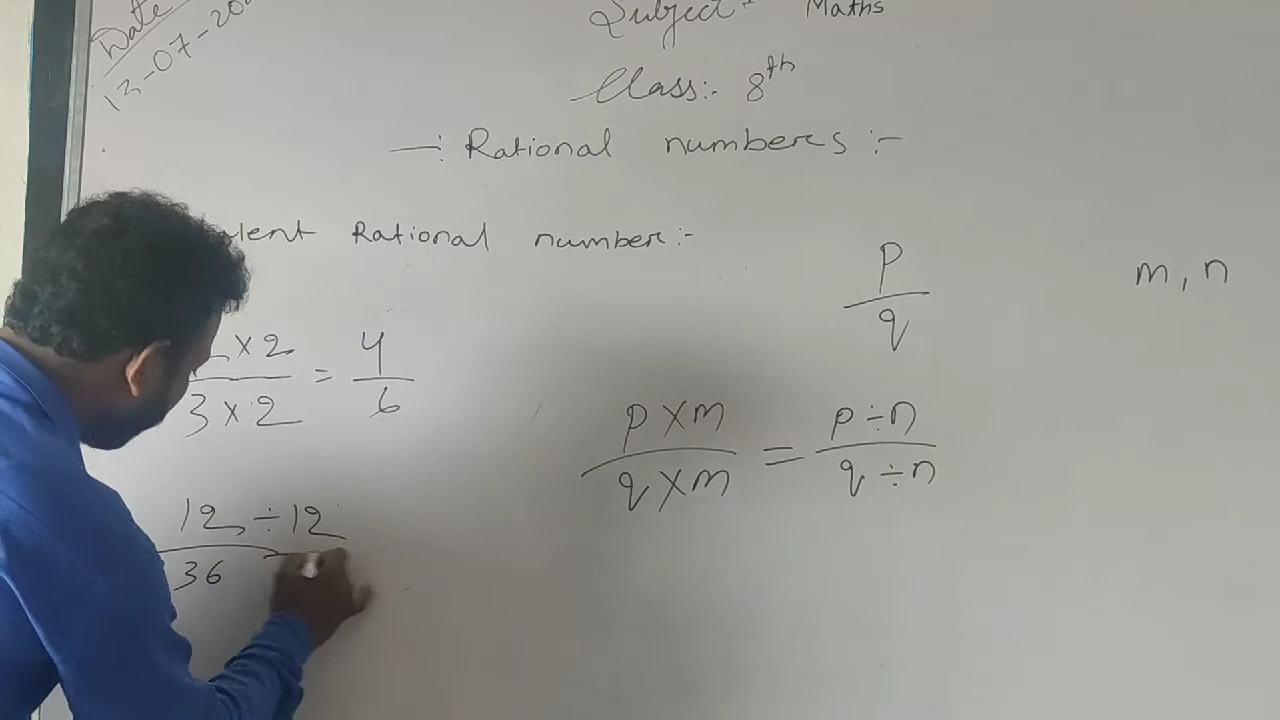 Date
13-07-20
Subject:- Maths
Class:- 8th
—: Rational numbers :-
lent Rational number:-
p/q
m, n
2 × 2 / 3 × 2 = 4/6
p × m / q × m = p ÷ n / q ÷ n
12 ÷ 12 / 36